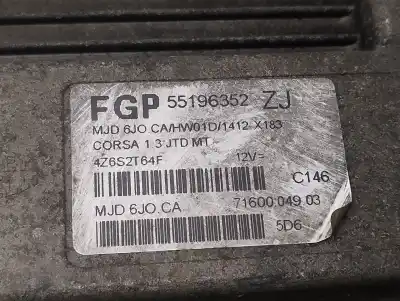 FGP 55196352 ZJ
MJD 6JO CA/HW01D/1412 X183
CORSA 1 3 JTD MT
4Z6S2T64F 12V=
C146
MJD 6JO.CA 71600.049.03
5D6